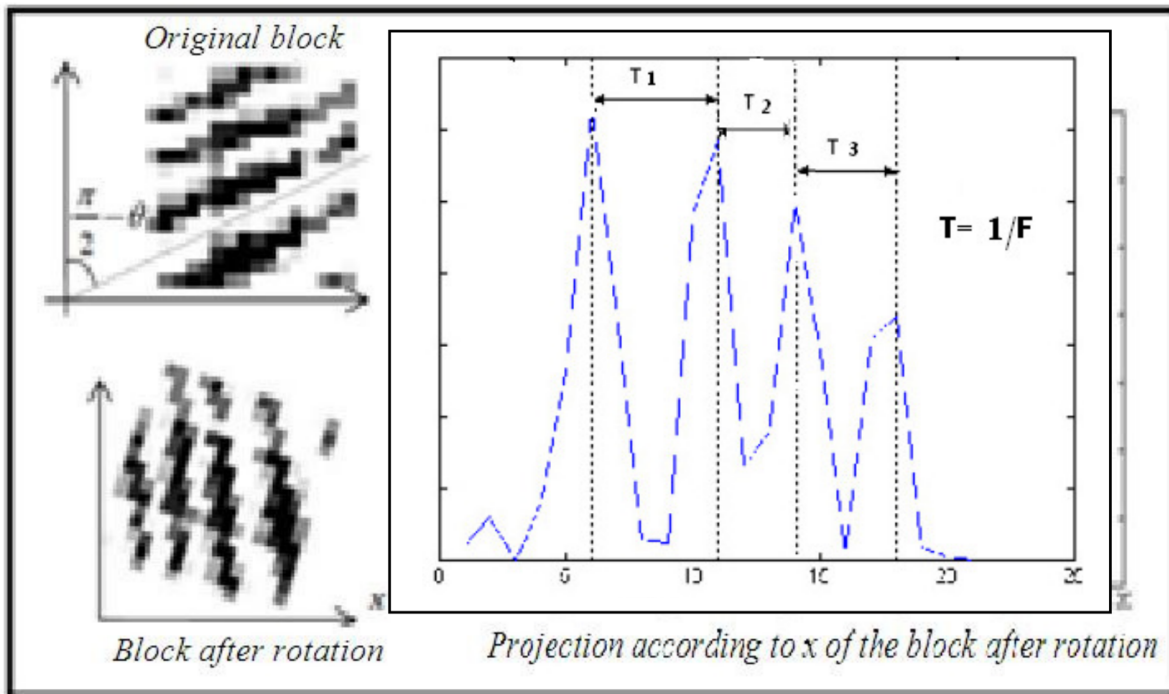 Original block
π
2
− θ
x
Block after rotation
T 1
T 2
T 3
T= 1/F
0 5 10 15 20 25
x
Projection according to x of the block after rotation